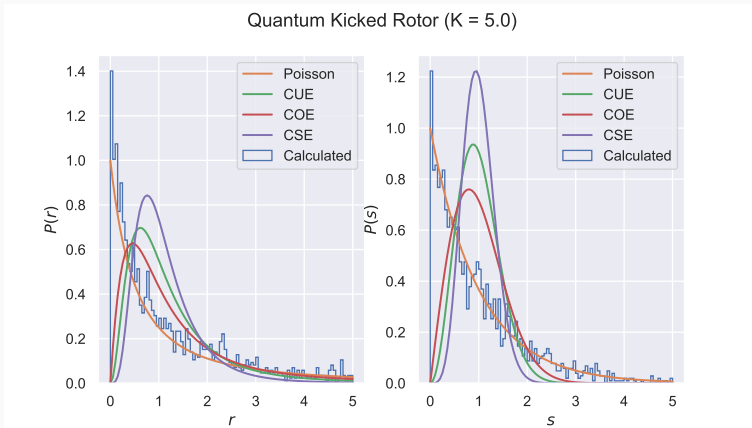 Quantum Kicked Rotor (K = 5.0)
1.4
1.2
1.0
0.8
0.6
0.4
0.2
0.0
P(r)
Poisson
CUE
COE
CSE
Calculated
0 1 2 3 4 5
r
1.2
1.0
0.8
0.6
0.4
0.2
0.0
P(s)
Poisson
CUE
COE
CSE
Calculated
0 1 2 3 4 5
s